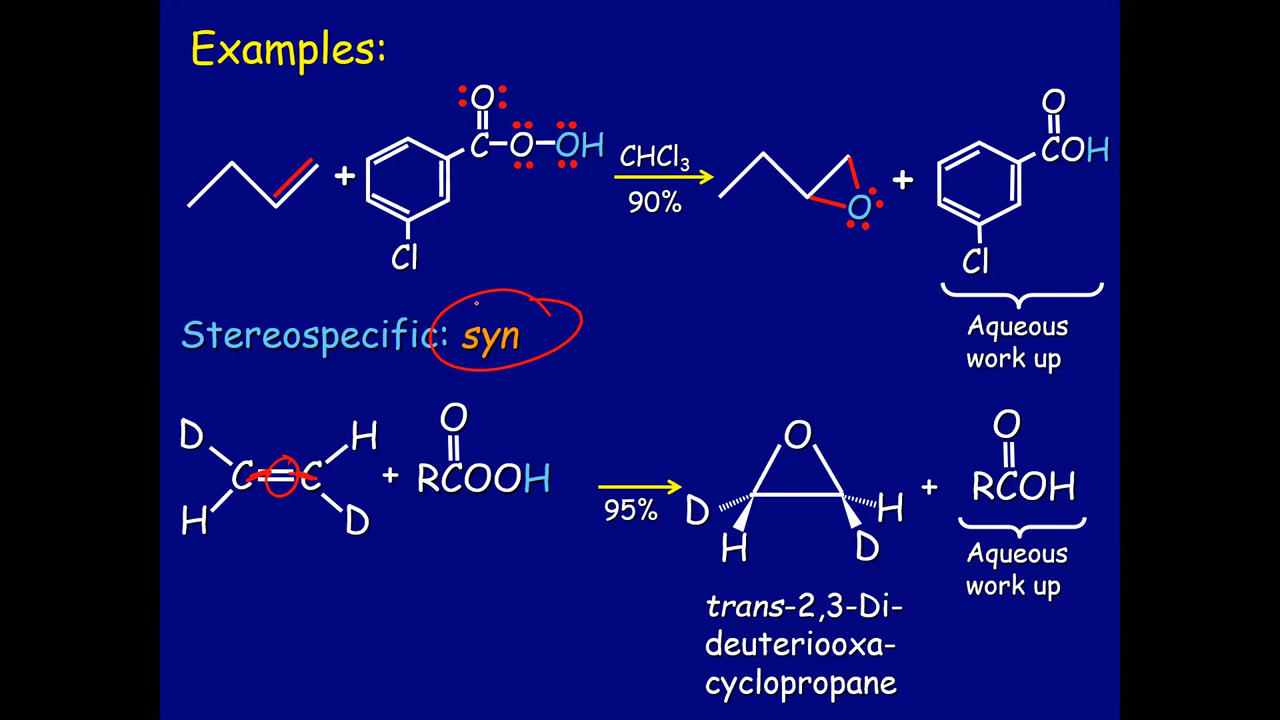 Examples:
O
C O OH
+ CHCl3 + COH
90% O
Cl Cl
Stereospecific: syn
Aqueous
work up
D H O O O
C=C + RCOOH + RCOH
95%
H D D H H D
Aqueous
work up
trans-2,3-Di-
deuteriooxa-
cyclopropane